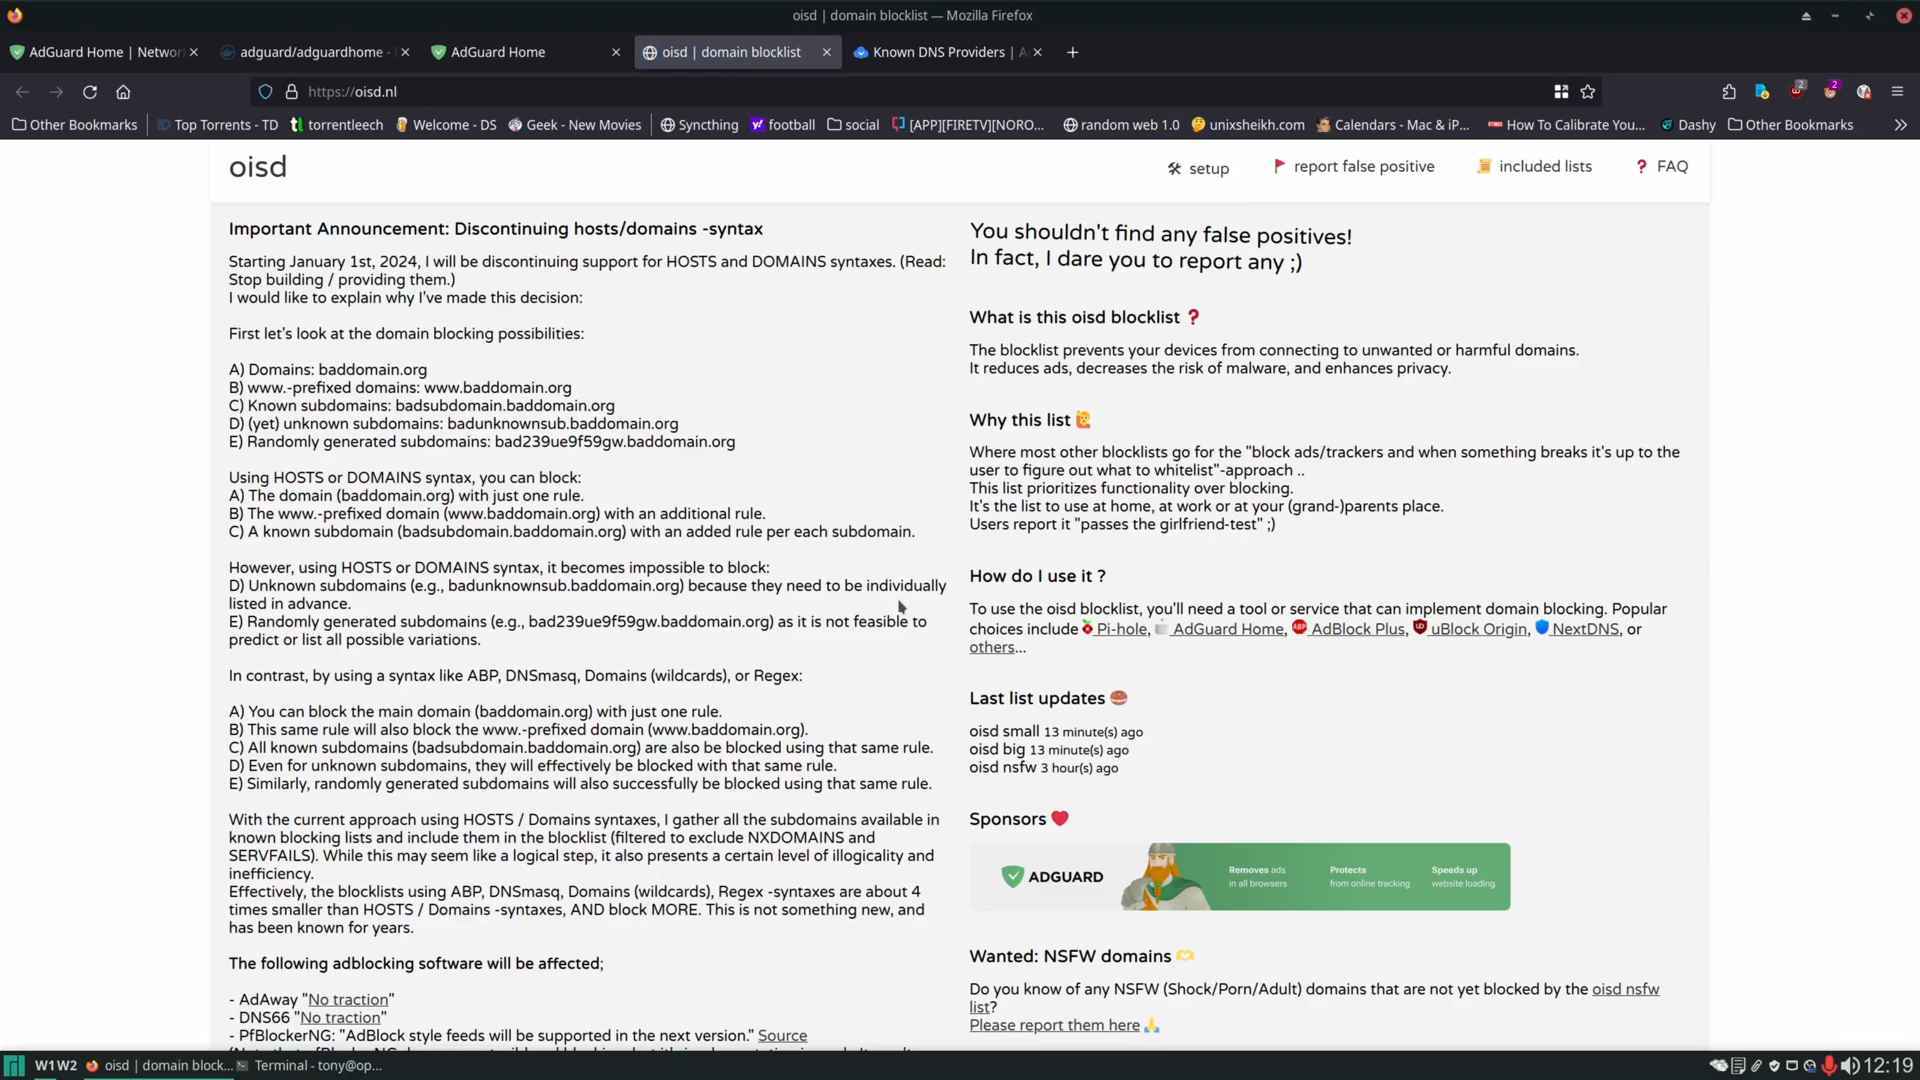 oisd | domain blocklist — Mozilla Firefox
AdGuard Home | Networ
adguard/adguardhome -
AdGuard Home
oisd | domain blocklist
Known DNS Providers | A
https://oisd.nl
2
2
Other Bookmarks
Top Torrents - TD
torrentleech
Welcome - DS
Geek - New Movies
Syncthing
football
social
[APP][FIRETV][NORO...
random web 1.0
unixsheikh.com
Calendars - Mac & iP...
How To Calibrate You...
Dashy
Other Bookmarks
oisd
setup
report false positive
included lists
FAQ
Important Announcement: Discontinuing hosts/domains -syntax
Starting January 1st, 2024, I will be discontinuing support for HOSTS and DOMAINS syntaxes. (Read:
Stop building / providing them.)
I would like to explain why I've made this decision:
First let's look at the domain blocking possibilities:
A) Domains: baddomain.org
B) www.-prefixed domains: www.baddomain.org
C) Known subdomains: badsubdomain.baddomain.org
D) (yet) unknown subdomains: badunknownsub.baddomain.org
E) Randomly generated subdomains: bad239ue9f59gw.baddomain.org
Using HOSTS or DOMAINS syntax, you can block:
A) The domain (baddomain.org) with just one rule.
B) The www.-prefixed domain (www.baddomain.org) with an additional rule.
C) A known subdomain (badsubdomain.baddomain.org) with an added rule per each subdomain.
However, using HOSTS or DOMAINS syntax, it becomes impossible to block:
D) Unknown subdomains (e.g., badunknownsub.baddomain.org) because they need to be individually
listed in advance.
E) Randomly generated subdomains (e.g., bad239ue9f59gw.baddomain.org) as it is not feasible to
predict or list all possible variations.
In contrast, by using a syntax like ABP, DNSmasq, Domains (wildcards), or Regex:
A) You can block the main domain (baddomain.org) with just one rule.
B) This same rule will also block the www.-prefixed domain (www.baddomain.org).
C) All known subdomains (badsubdomain.baddomain.org) are also be blocked using that same rule.
D) Even for unknown subdomains, they will effectively be blocked with that same rule.
E) Similarly, randomly generated subdomains will also successfully be blocked using that same rule.
With the current approach using HOSTS / Domains syntaxes, I gather all the subdomains available in
known blocking lists and include them in the blocklist (filtered to exclude NXDOMAINS and
SERVFAILS). While this may seem like a logical step, it also presents a certain level of illogicality and
inefficiency.
Effectively, the blocklists using ABP, DNSmasq, Domains (wildcards), Regex -syntaxes are about 4
times smaller than HOSTS / Domains -syntaxes, AND block MORE. This is not something new, and
has been known for years.
The following adblocking software will be affected;
- AdAway "No traction"
- DNS66 "No traction"
- PfBlockerNG: "AdBlock style feeds will be supported in the next version." Source
You shouldn't find any false positives!
In fact, I dare you to report any ;)
What is this oisd blocklist ❓
The blocklist prevents your devices from connecting to unwanted or harmful domains.
It reduces ads, decreases the risk of malware, and enhances privacy.
Why this list
Where most other blocklists go for the "block ads/trackers and when something breaks it's up to the
user to figure out what to whitelist"-approach ..
This list prioritizes functionality over blocking.
It's the list to use at home, at work or at your (grand-)parents place.
Users report it "passes the girlfriend-test" ;)
How do I use it ?
To use the oisd blocklist, you'll need a tool or service that can implement domain blocking. Popular
choices include Pi-hole, AdGuard Home, AdBlock Plus, uBlock Origin, NextDNS, or
others...
Last list updates
oisd small 13 minute(s) ago
oisd big 13 minute(s) ago
oisd nsfw 3 hour(s) ago
Sponsors
ADGUARD
Removes ads
in all browsers
Protects
from online tracking
Speeds up
website loading
Wanted: NSFW domains
Do you know of any NSFW (Shock/Porn/Adult) domains that are not yet blocked by the oisd nsfw
list?
Please report them here
W1W2
oisd | domain block...
Terminal - tony@op...
12:19